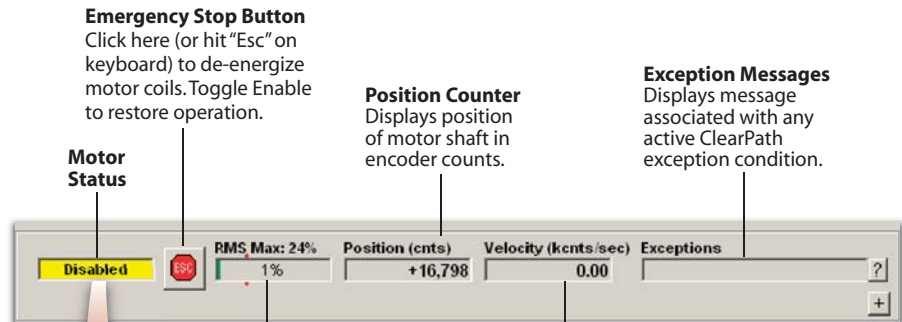 Emergency Stop Button
Click here (or hit “Esc” on
keyboard) to de-energize
motor coils. Toggle Enable
to restore operation.
Motor
Status
Position Counter
Displays position
of motor shaft in
encoder counts.
Exception Messages
Displays message
associated with any
active ClearPath
exception condition.
RMS Max: 24% Position (cnts) Velocity (kcnts/sec) Exceptions
Disabled ESC 1% +16,798 0.00 ?
+